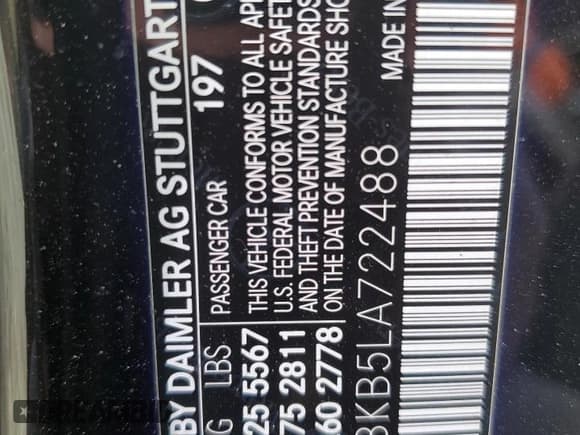 BY DAIMLER AG STUTTGART
197
G LBS PASSENGER CAR
25 5567 THIS VEHICLE CONFORMS TO ALL APP
75 2811 U.S. FEDERAL MOTOR VEHICLE SAFET
60 2778 AND THEFT PREVENTION STANDARDS
ON THE DATE OF MANUFACTURE SHO
KB5LA722488 MADE IN